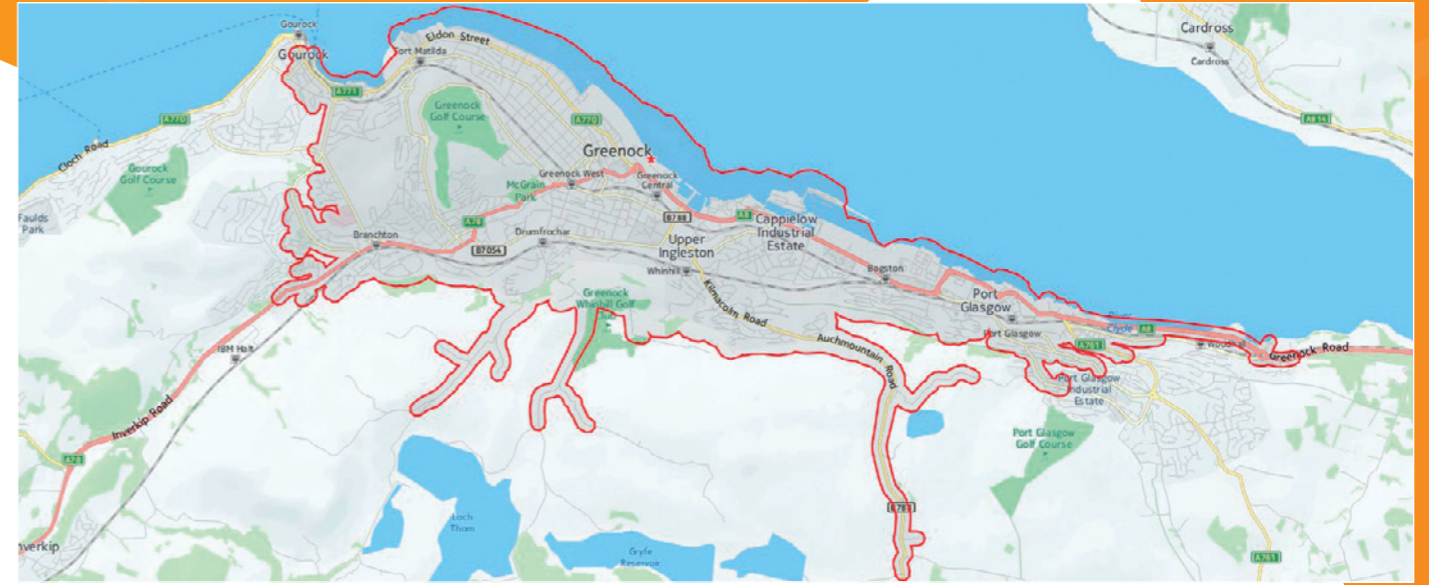 Gourock
Gourock
Eldon Street
Fort Matilda
Cardross
Cardross
A771
A770
Greenock
Golf Course
A770
A814
Cloch Road
Greenock
Gourock
Golf Course
Greenock West
Greenock
Central
McGrain
Park
Faulds
Park
A78
B788
A8
Cappielow
Industrial
Estate
Branchton
Drumfrochar
B7054
Upper
Ingleston
Whinhill
Bogston
Kilmacolm Road
Greenock
Whinhill Golf
Club
Port
Glasgow
River
Clyde
A8
Port Glasgow
A761
Woodhall
Greenock Road
IBM Halt
Auchmountain Road
Port Glasgow
Industrial
Estate
Inverkip Road
Port Glasgow
Golf Course
A78
B788
Loch
Thom
Gryfe
Reservoir
nverkip
A761